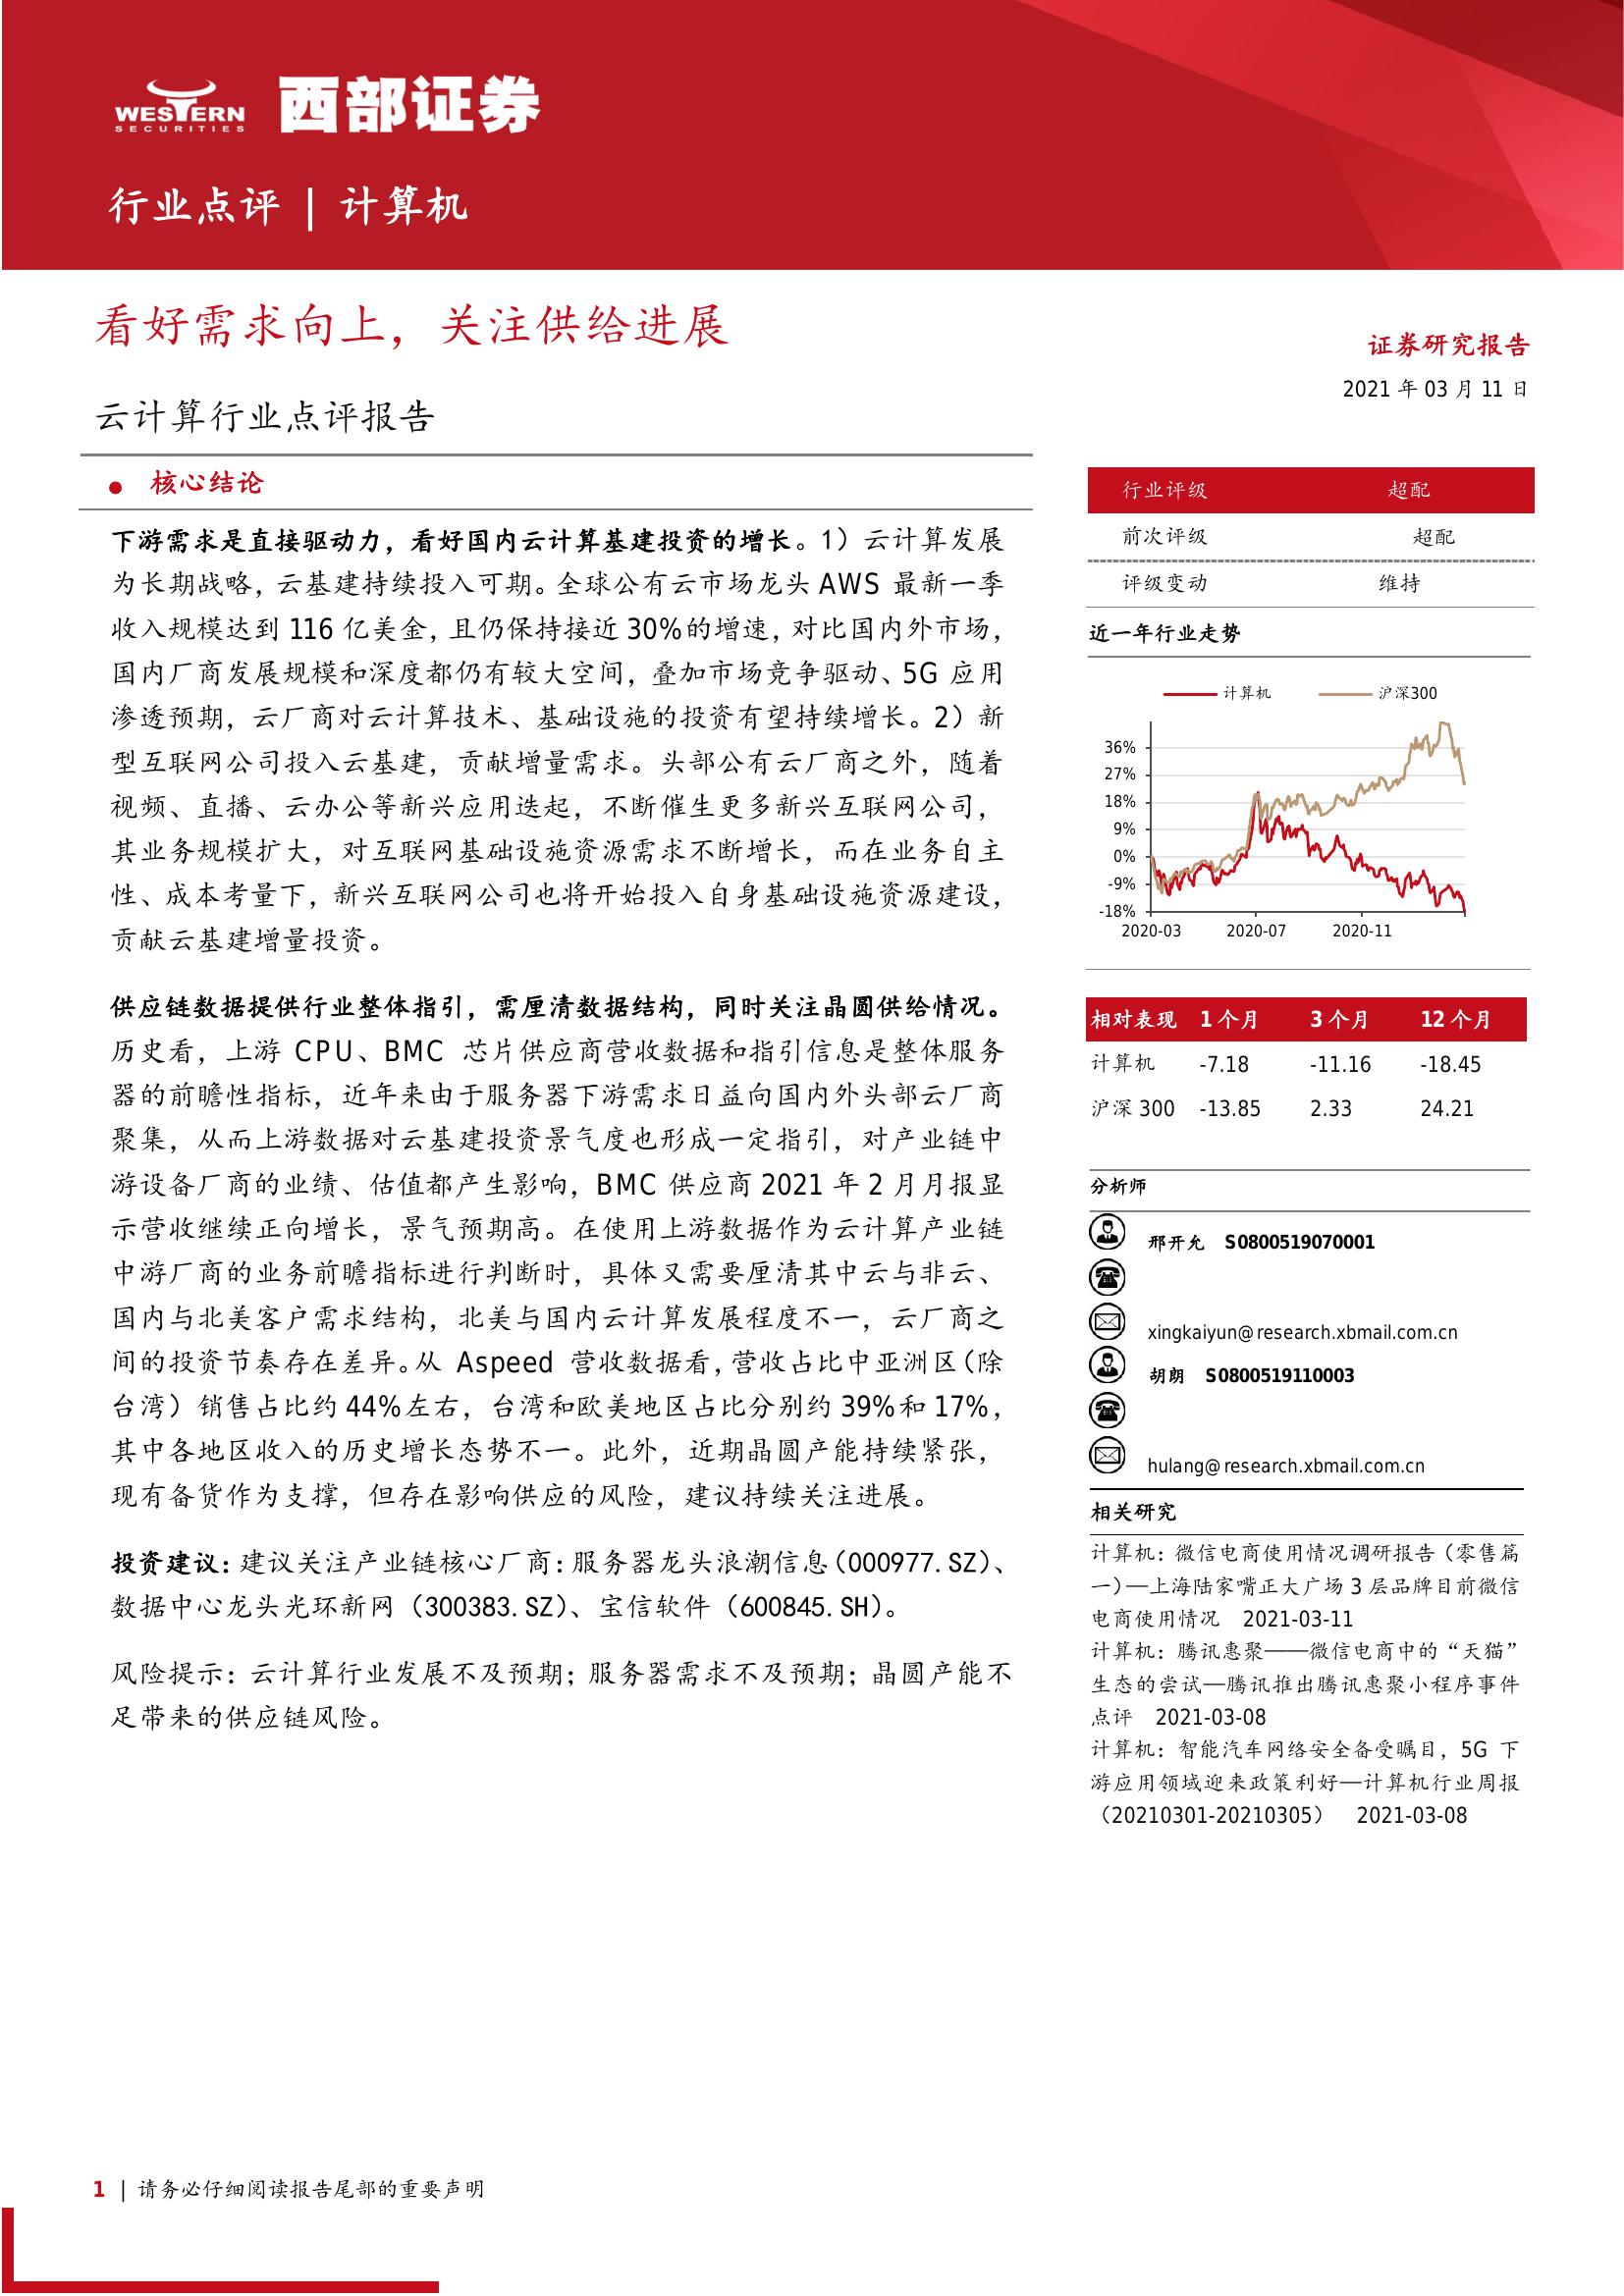 WESTERN
SECURITIES
西部证券
行业点评 | 计算机
看好需求向上，关注供给进展
云计算行业点评报告
证券研究报告
2021 年 03 月 11 日
● 核心结论
下游需求是直接驱动力，看好国内云计算基建投资的增长。1）云计算发展
为长期战略，云基建持续投入可期。全球公有云市场龙头 AWS 最新一季
收入规模达到 116 亿美金，且仍保持接近 30%的增速，对比国内外市场，
国内厂商发展规模和深度都仍有较大空间，叠加市场竞争驱动、5G 应用
渗透预期，云厂商对云计算技术、基础设施的投资有望持续增长。2）新
型互联网公司投入云基建，贡献增量需求。头部公有云厂商之外，随着
视频、直播、云办公等新兴应用迭起，不断催生更多新兴互联网公司，
其业务规模扩大，对互联网基础设施资源需求不断增长，而在业务自主
性、成本考量下，新兴互联网公司也将开始投入自身基础设施资源建设，
贡献云基建增量投资。
供应链数据提供行业整体指引，需厘清数据结构，同时关注晶圆供给情况。
历史看，上游 CPU、BMC 芯片供应商营收数据和指引信息是整体服务
器的前瞻性指标，近年来由于服务器下游需求日益向国内外头部云厂商
聚集，从而上游数据对云基建投资景气度也形成一定指引，对产业链中
游设备厂商的业绩、估值都产生影响，BMC 供应商 2021 年 2 月月报显
示营收继续正向增长，景气预期高。在使用上游数据作为云计算产业链
中游厂商的业务前瞻指标进行判断时，具体又需要厘清其中云与非云、
国内与北美客户需求结构，北美与国内云计算发展程度不一，云厂商之
间的投资节奏存在差异。从 Aspeed 营收数据看，营收占比中亚洲区（除
台湾）销售占比约 44%左右，台湾和欧美地区占比分别约 39%和 17%，
其中各地区收入的历史增长态势不一。此外，近期晶圆产能持续紧张，
现有备货作为支撑，但存在影响供应的风险，建议持续关注进展。
投资建议：建议关注产业链核心厂商：服务器龙头浪潮信息（000977.SZ）、
数据中心龙头光环新网（300383.SZ）、宝信软件（600845.SH）。
风险提示：云计算行业发展不及预期；服务器需求不及预期；晶圆产能不
足带来的供应链风险。
行业评级 超配
前次评级 超配
评级变动 维持
近一年行业走势
计算机 沪深300
36%
27%
18%
9%
0%
-9%
-18%
2020-03 2020-07 2020-11
相对表现 1 个月 3 个月 12 个月
计算机 -7.18 -11.16 -18.45
沪深 300 -13.85 2.33 24.21
分析师
邢开允 S0800519070001
xingkaiyun@research.xbmail.com.cn
胡朗 S0800519110003
hulang@research.xbmail.com.cn
相关研究
计算机：微信电商使用情况调研报告（零售篇
一）—上海陆家嘴正大广场 3 层品牌目前微信
电商使用情况 2021-03-11
计算机：腾讯惠聚——微信电商中的“天猫”
生态的尝试—腾讯推出腾讯惠聚小程序事件
点评 2021-03-08
计算机：智能汽车网络安全备受瞩目，5G 下
游应用领域迎来政策利好—计算机行业周报
（20210301-20210305） 2021-03-08
1 | 请务必仔细阅读报告尾部的重要声明